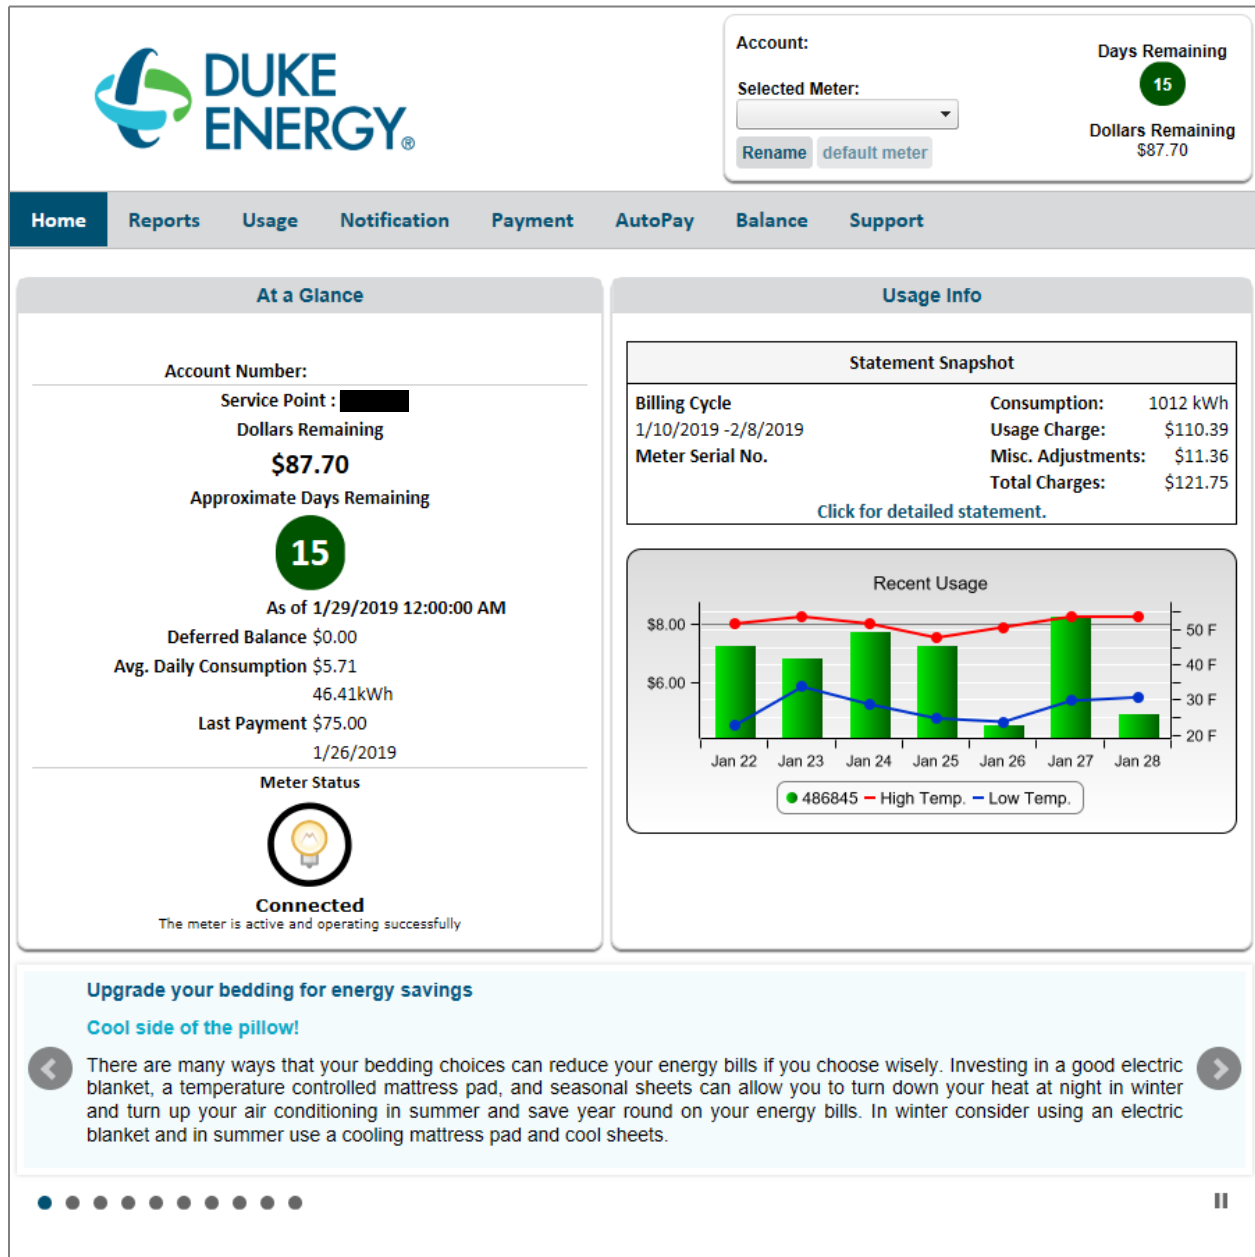 DUKE
ENERGY®
Account:
Selected Meter:
Rename default meter
Days Remaining
15
Dollars Remaining
$87.70
Home Reports Usage Notification Payment AutoPay Balance Support
At a Glance
Account Number:
Service Point :
Dollars Remaining
$87.70
Approximate Days Remaining
15
As of 1/29/2019 12:00:00 AM
Deferred Balance $0.00
Avg. Daily Consumption $5.71
46.41kWh
Last Payment $75.00
1/26/2019
Meter Status
Connected
The meter is active and operating successfully
Usage Info
Statement Snapshot
Billing Cycle Consumption: 1012 kWh
1/10/2019 -2/8/2019 Usage Charge: $110.39
Meter Serial No. Misc. Adjustments: $11.36
Total Charges: $121.75
Click for detailed statement.
Recent Usage
$8.00
$6.00
50 F
40 F
30 F
20 F
Jan 22 Jan 23 Jan 24 Jan 25 Jan 26 Jan 27 Jan 28
486845 High Temp. Low Temp.
Upgrade your bedding for energy savings
Cool side of the pillow!
There are many ways that your bedding choices can reduce your energy bills if you choose wisely. Investing in a good electric
blanket, a temperature controlled mattress pad, and seasonal sheets can allow you to turn down your heat at night in winter
and turn up your air conditioning in summer and save year round on your energy bills. In winter consider using an electric
blanket and in summer use a cooling mattress pad and cool sheets.